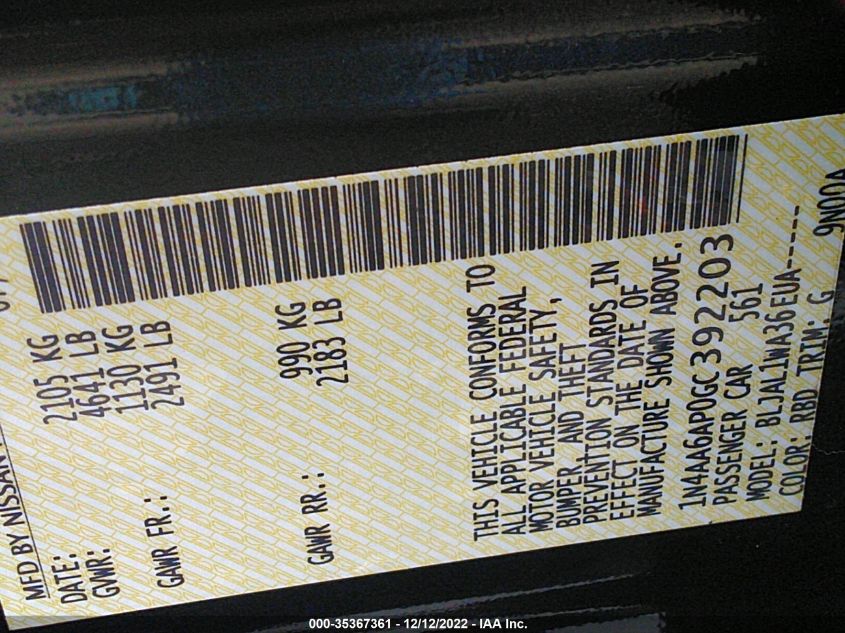 MFD BY NISSAN
DATE:
GVWR: 2105 KG
4641 LB
GAWR FR.: 1130 KG
2491 LB
GAWR RR.: 990 KG
2183 LB
THIS VEHICLE CONFORMS TO
ALL APPLICABLE FEDERAL
MOTOR VEHICLE SAFETY,
BUMPER, AND THEFT
PREVENTION STANDARDS IN
EFFECT ON THE DATE OF
MANUFACTURE SHOWN ABOVE.
1N4AA6AP0GC392203
PASSENGER CAR 561
MODEL: BLJAL1WA36EUA-----
COLOR: RBD TRIM: G 9N00A
000-35367361 - 12/12/2022 - IAA Inc.